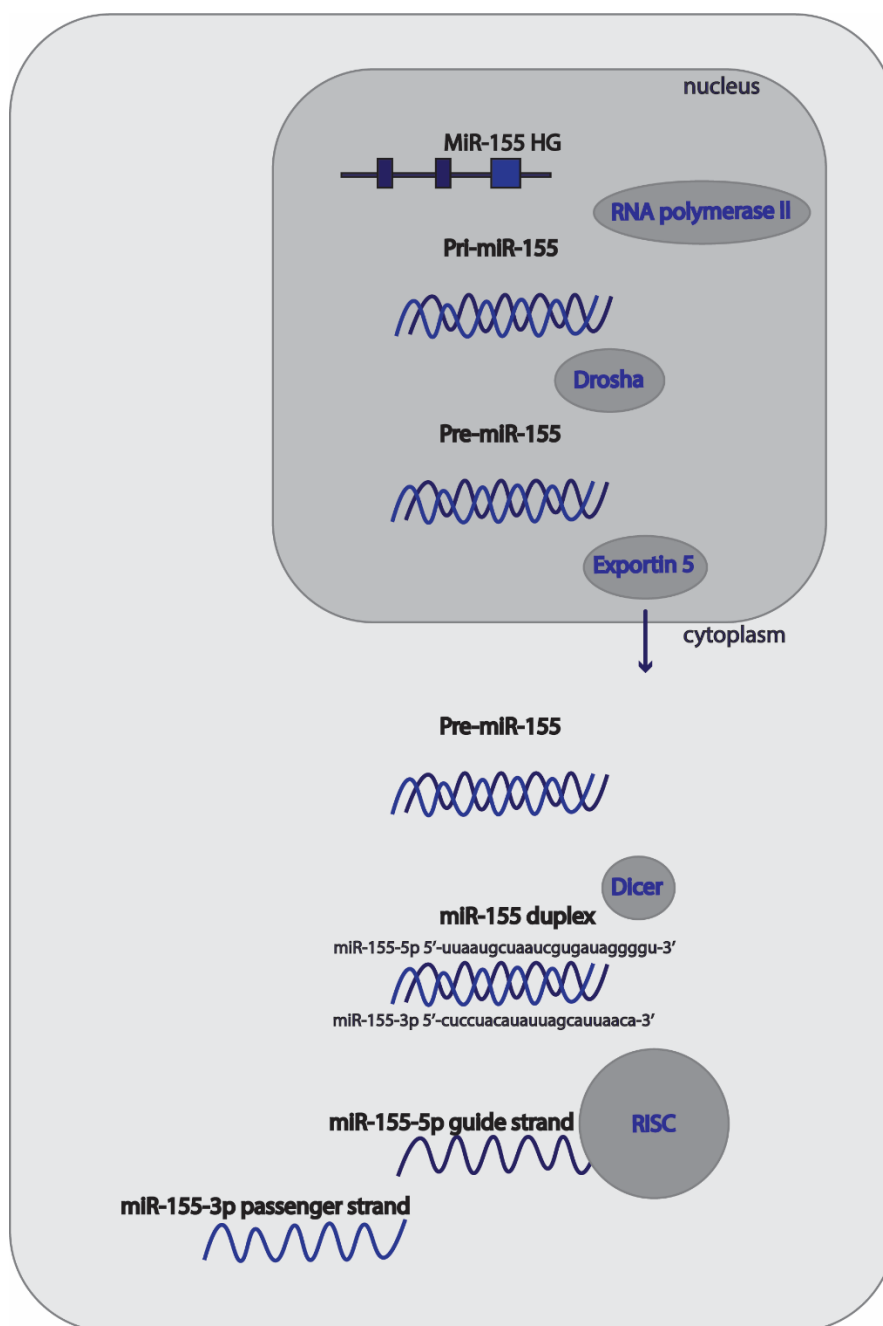 nucleus
MiR-155 HG
RNA polymerase II
Pri-miR-155
Drosha
Pre-miR-155
Exportin 5
cytoplasm
Pre-miR-155
Dicer
miR-155 duplex
miR-155-5p 5′-uuaaugcuaaucgugauaggggu-3′
miR-155-3p 5′-cuccuacauauuagcauuaaca-3′
miR-155-5p guide strand
RISC
miR-155-3p passenger strand